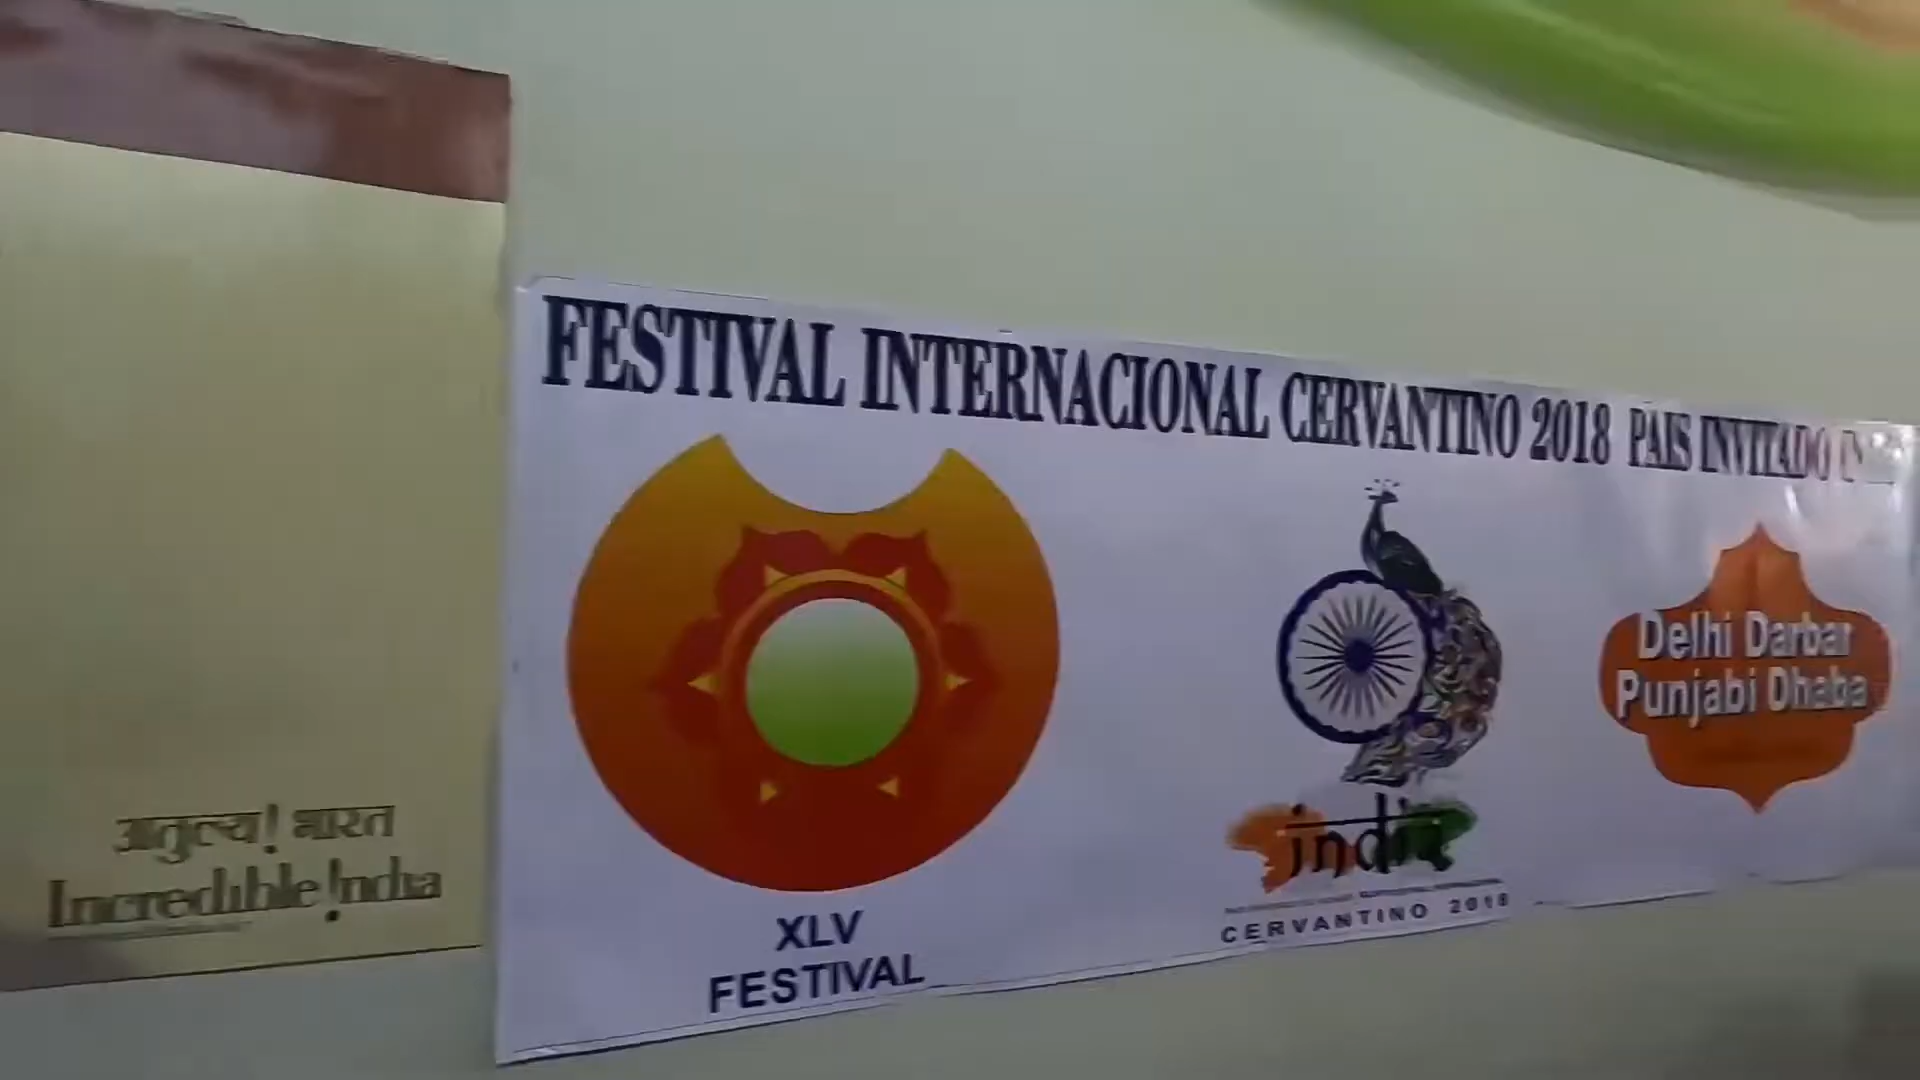 अतुल्य! भारत
Incredible !ndia
FESTIVAL INTERNACIONAL CERVANTINO 2018 PAIS INVITADO
XLV
FESTIVAL
india
CERVANTINO 2018
Delhi Darbar
Punjabi Dhaba